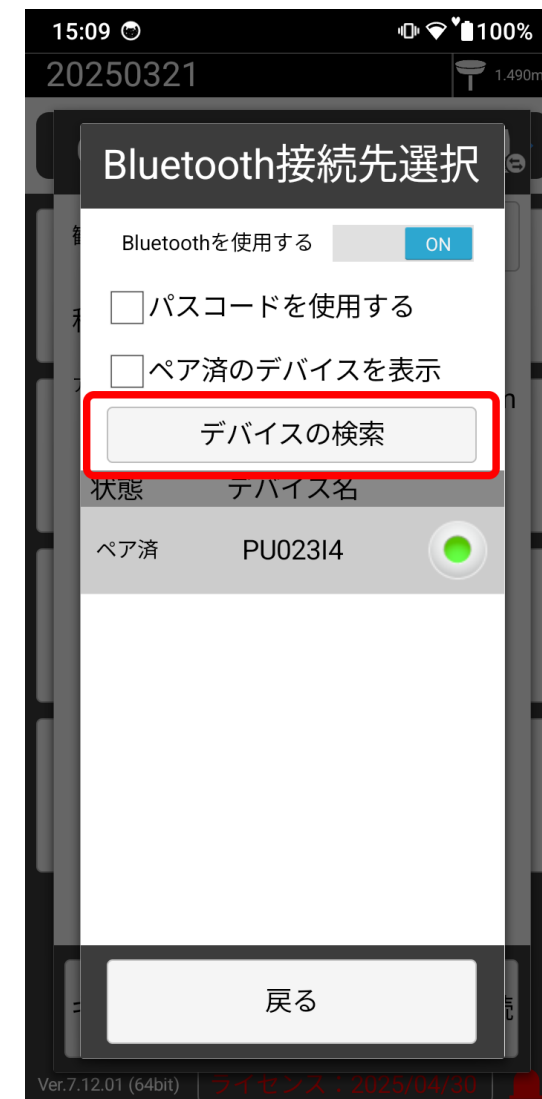 15:09 100%
20250321 1.490m
Bluetooth接続先選択
Bluetoothを使用する ON
パスコードを使用する
ペア済のデバイスを表示
デバイスの検索
状態 デバイス名
ペア済 PU023I4
戻る
Ver.7.12.01 (64bit) ライセンス：2025/04/30